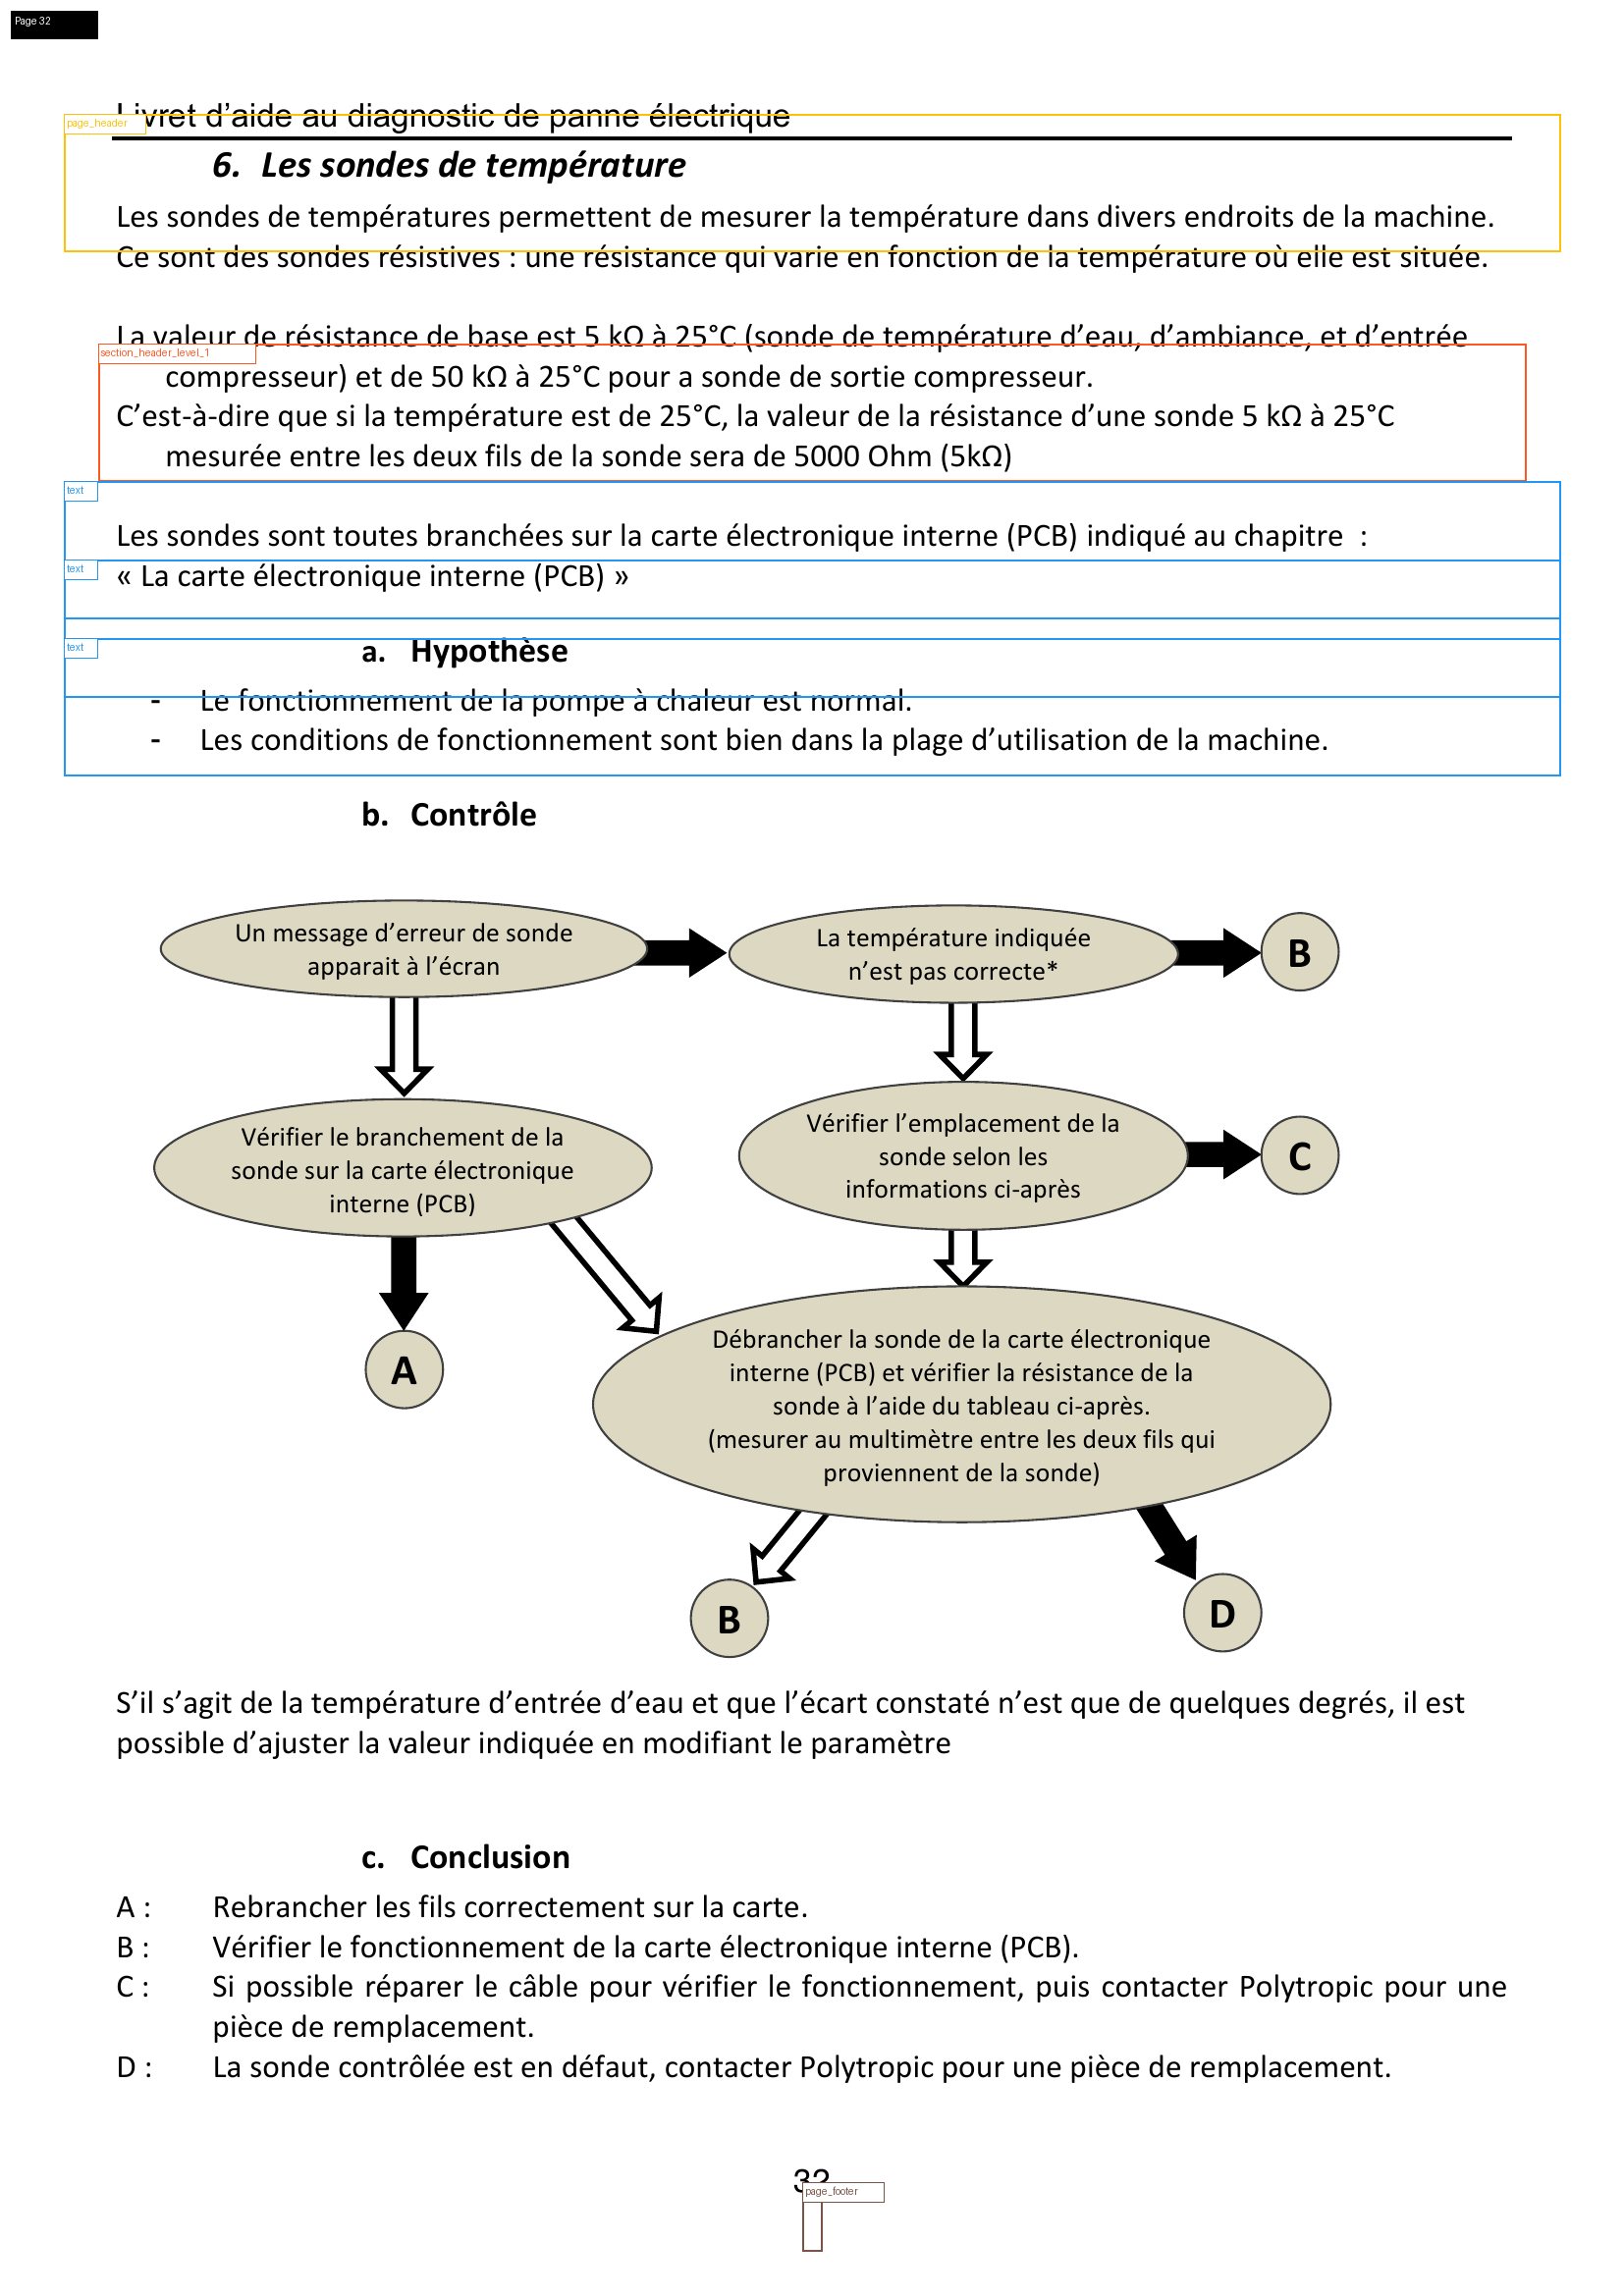 Page 32
Livret d’aide au diagnostic de panne électrique
page_header
6. Les sondes de température
Les sondes de températures permettent de mesurer la température dans divers endroits de la machine.
Ce sont des sondes résistives : une résistance qui varie en fonction de la température où elle est située.
La valeur de résistance de base est 5 kΩ à 25°C (sonde de température d’eau, d’ambiance, et d’entrée
section_header_level_1
compresseur) et de 50 kΩ à 25°C pour a sonde de sortie compresseur.
C’est-à-dire que si la température est de 25°C, la valeur de la résistance d’une sonde 5 kΩ à 25°C
mesurée entre les deux fils de la sonde sera de 5000 Ohm (5kΩ)
text
Les sondes sont toutes branchées sur la carte électronique interne (PCB) indiqué au chapitre :
text
« La carte électronique interne (PCB) »
text
a. Hypothèse
- Le fonctionnement de la pompe à chaleur est normal.
- Les conditions de fonctionnement sont bien dans la plage d’utilisation de la machine.
b. Contrôle
Un message d’erreur de sonde
apparait à l’écran
La température indiquée
n’est pas correcte*
B
Vérifier le branchement de la
sonde sur la carte électronique
interne (PCB)
Vérifier l’emplacement de la
sonde selon les
informations ci-après
C
A
Débrancher la sonde de la carte électronique
interne (PCB) et vérifier la résistance de la
sonde à l’aide du tableau ci-après.
(mesurer au multimètre entre les deux fils qui
proviennent de la sonde)
B
D
S’il s’agit de la température d’entrée d’eau et que l’écart constaté n’est que de quelques degrés, il est
possible d’ajuster la valeur indiquée en modifiant le paramètre
c. Conclusion
A : Rebrancher les fils correctement sur la carte.
B : Vérifier le fonctionnement de la carte électronique interne (PCB).
C : Si possible réparer le câble pour vérifier le fonctionnement, puis contacter Polytropic pour une
pièce de remplacement.
D : La sonde contrôlée est en défaut, contacter Polytropic pour une pièce de remplacement.
32
page_footer